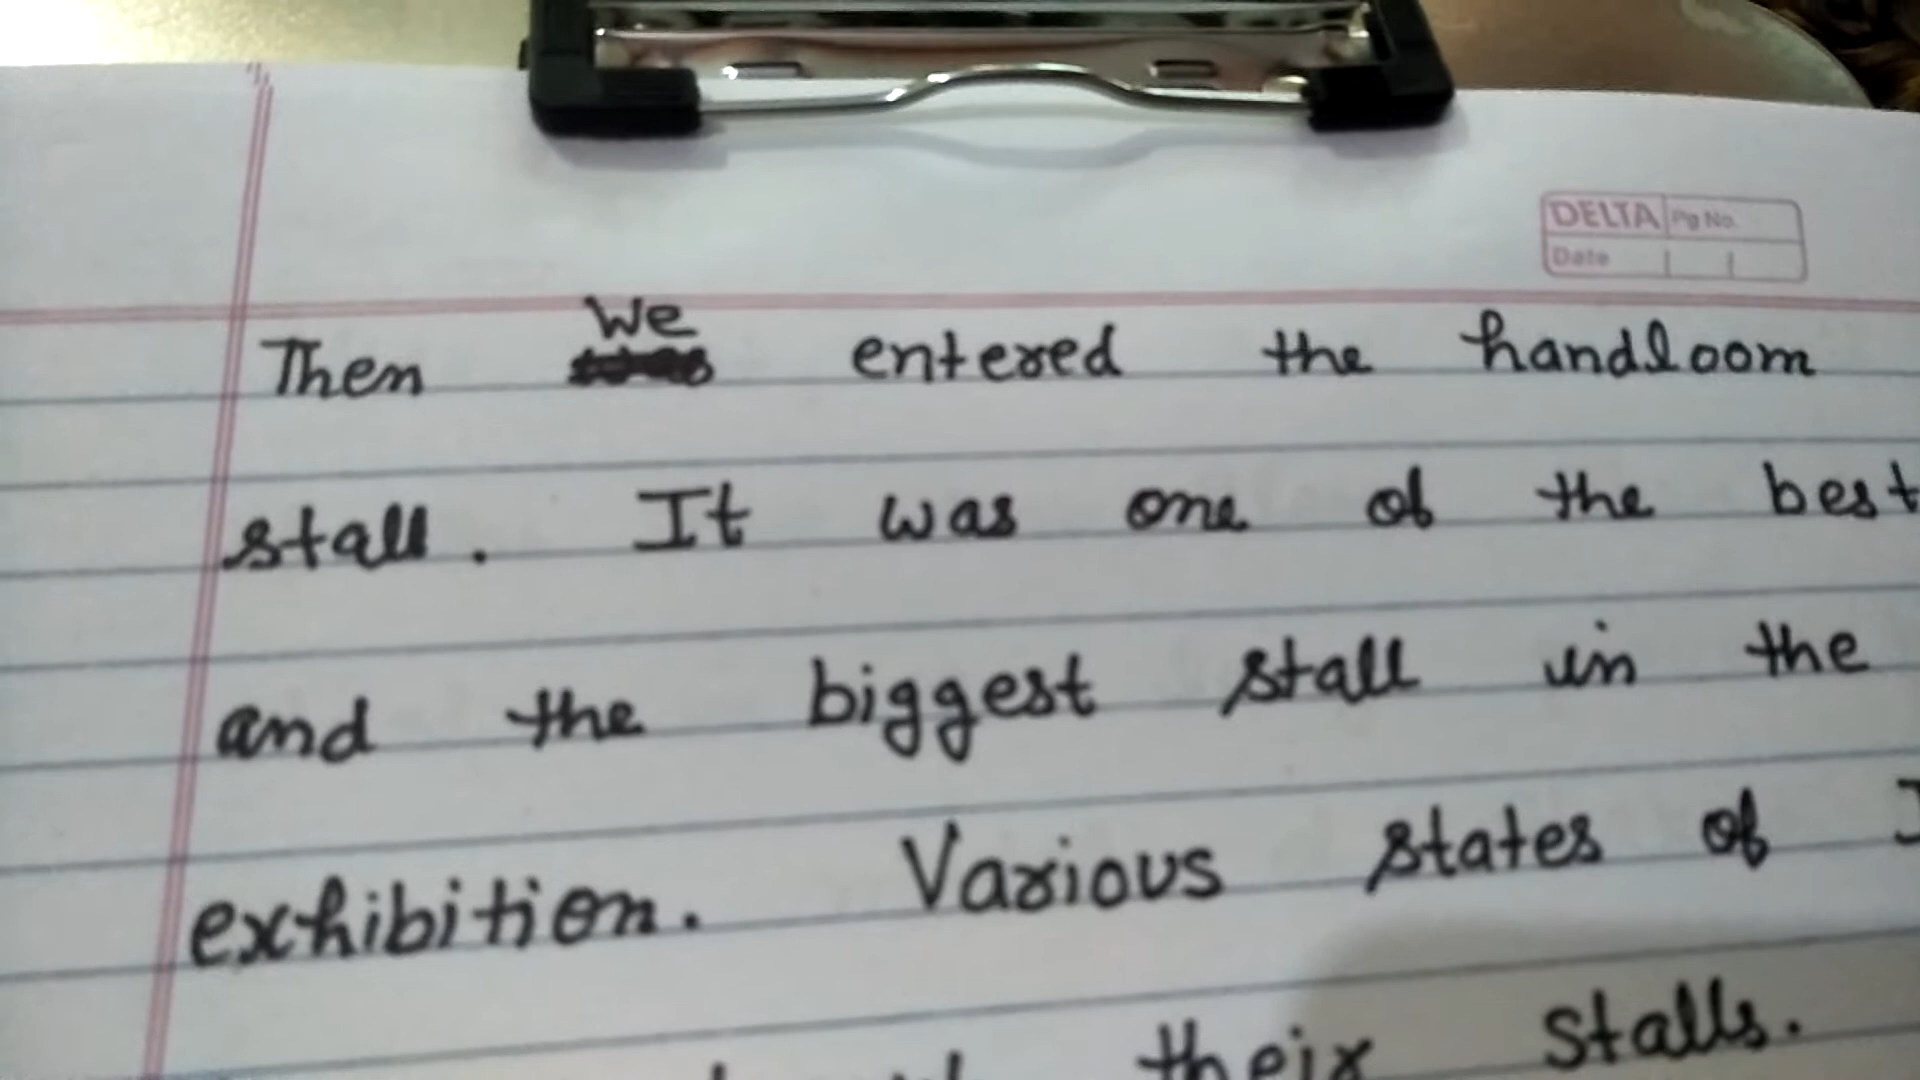 DELTA Pg No.
Date
Then We entered the handloom
stall. It was one of the best
and the biggest stall in the
exhibition. Various states of
their stalls.